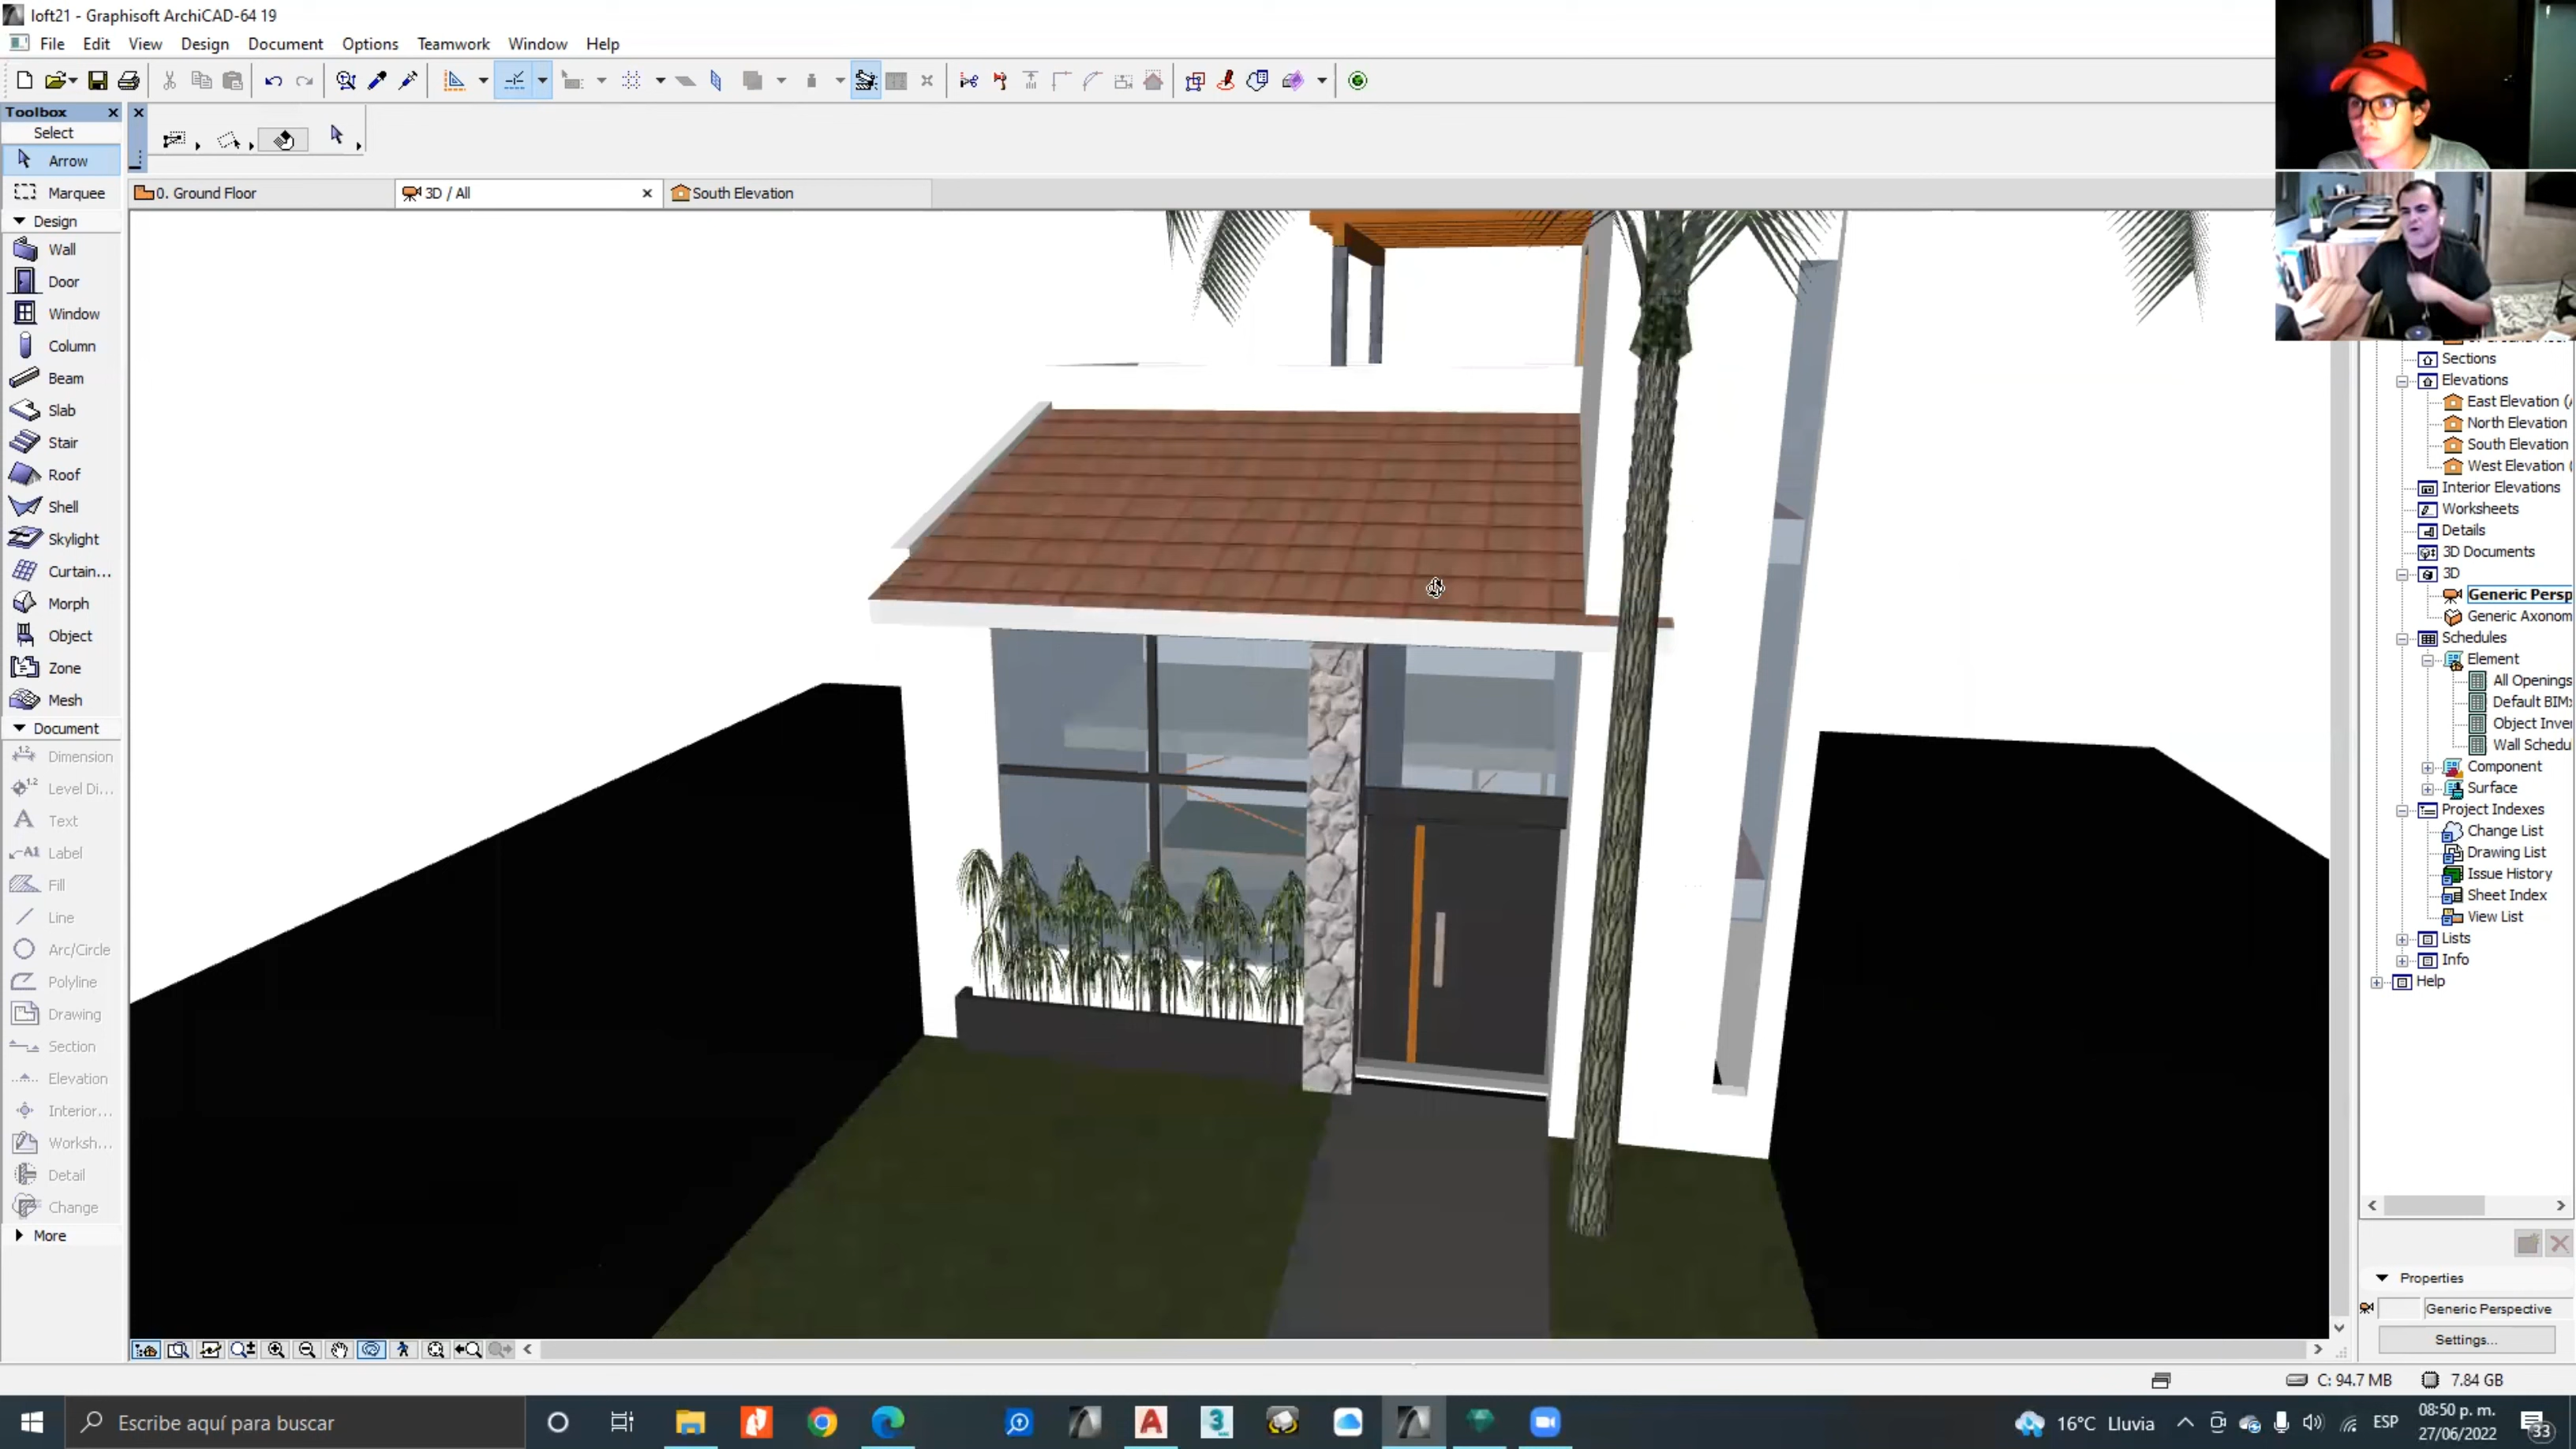 loft21 - Graphisoft ArchiCAD-64 19
File Edit View Design Document Options Teamwork Window Help
Toolbox
Select
Arrow
Marquee
Design
Wall
Door
Window
Column
Beam
Slab
Stair
Roof
Shell
Skylight
Curtain...
Morph
Object
Zone
Mesh
Document
Dimension
Level Di...
Text
Label
Fill
Line
Arc/Circle
Polyline
Drawing
Section
Elevation
Interior...
Worksh...
Detail
Change
More
0. Ground Floor
3D / All
South Elevation
Sections
Elevations
East Elevation (A
North Elevation
South Elevation
West Elevation (
Interior Elevations
Worksheets
Details
3D Documents
3D
Generic Persp
Generic Axonom
Schedules
Element
All Openings
Default BIM
Object Inve
Wall Schedu
Component
Surface
Project Indexes
Change List
Drawing List
Issue History
Sheet Index
View List
Lists
Info
Help
Properties
Generic Perspective
Settings...
C: 94.7 MB
7.84 GB
Escribe aquí para buscar
16°C Lluvia
ESP
08:50 p. m.
27/06/2022
33